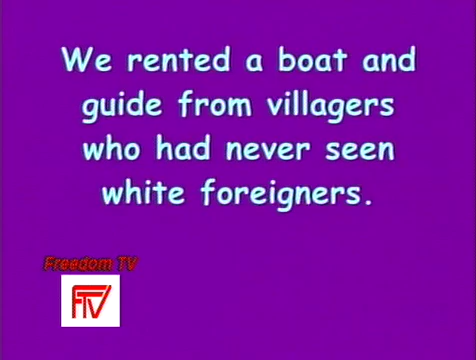 We rented a boat and
guide from villagers
who had never seen
white foreigners.
Freedom TV
FTV